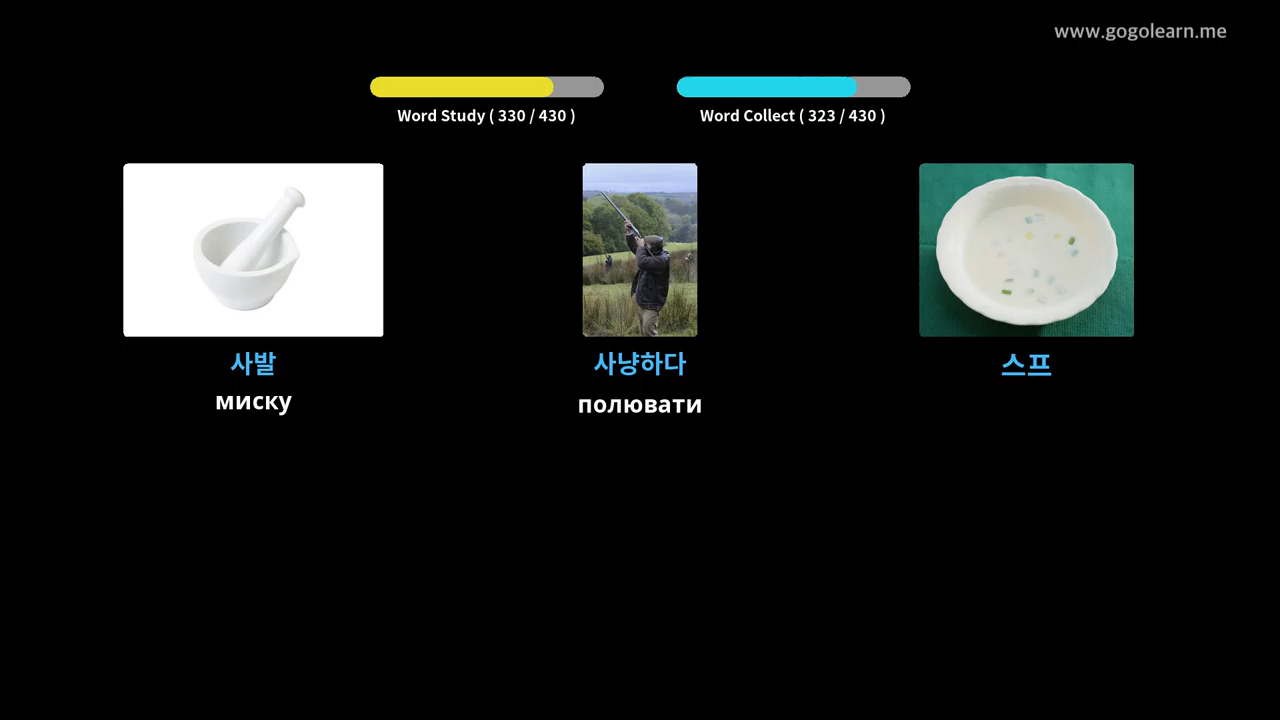 www.gogolearn.me
Word Study ( 330 / 430 )
Word Collect ( 323 / 430 )
사발
миску
사냥하다
полювати
스프